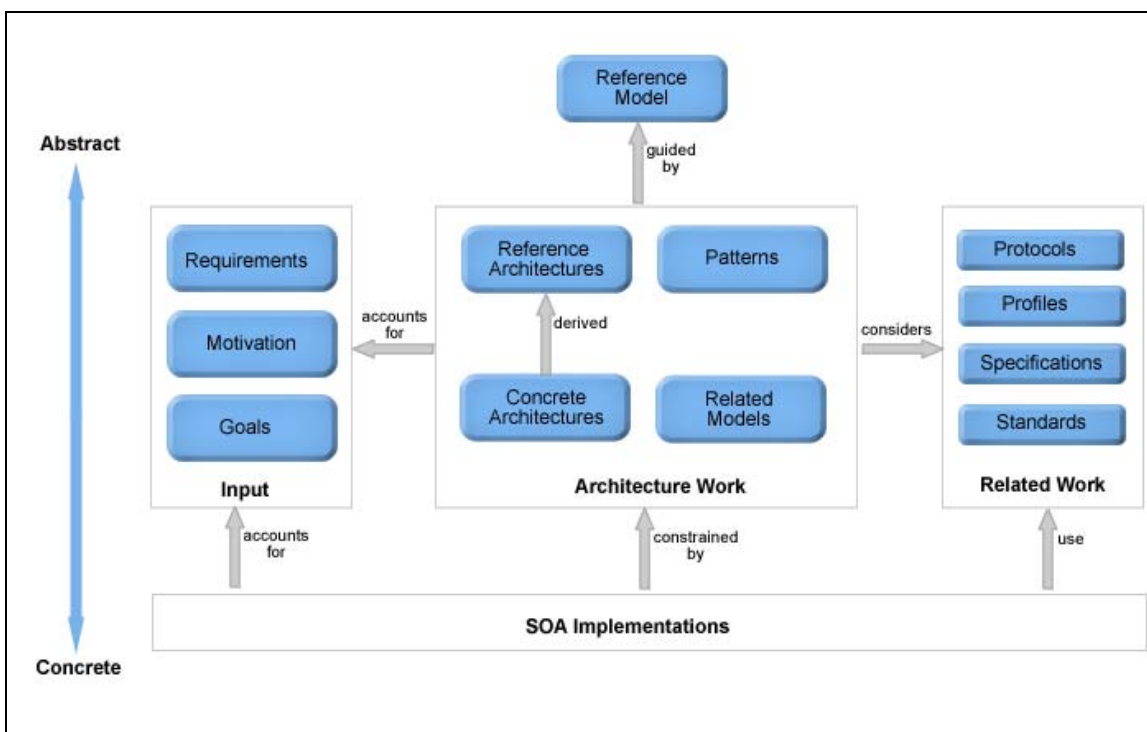 Reference
Model
Abstract
guided
by
Requirements
Motivation
Goals
Input
accounts
for
Reference
Architectures
Patterns
derived
Concrete
Architectures
Related
Models
Architecture Work
considers
Protocols
Profiles
Specifications
Standards
Related Work
accounts
for
constrained
by
use
SOA Implementations
Concrete